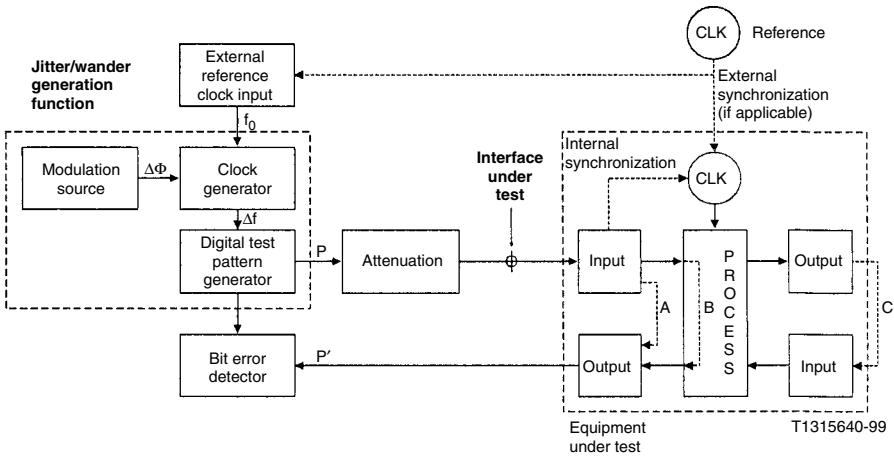 CLK
Reference
External
reference
clock input
Jitter/wander
generation
function
External
synchronization
(if applicable)
f0
Internal
synchronization
Modulation
source
ΔΦ
Clock
generator
Interface
under
test
CLK
Δf
Digital test
pattern
generator
P
Attenuation
Input
P
R
O
C
E
S
S
Output
A
B
C
Bit error
detector
P′
Output
Input
Equipment
under test
T1315640-99